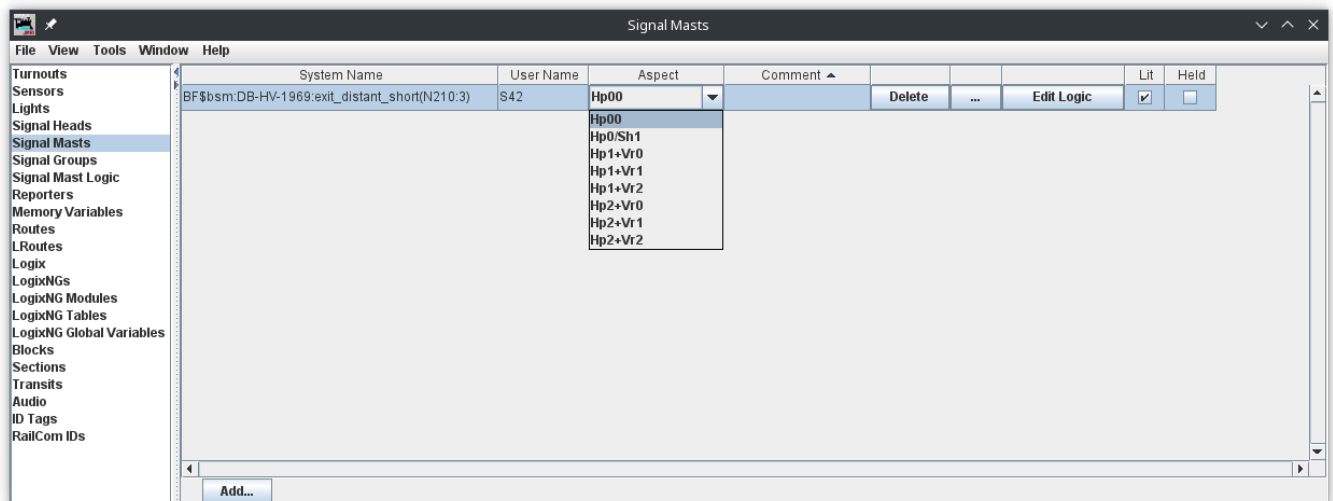 Signal Masts
File View Tools Window Help
Turnouts
Sensors
Lights
Signal Heads
Signal Masts
Signal Groups
Signal Mast Logic
Reporters
Memory Variables
Routes
LRoutes
Logix
LogixNGs
LogixNG Modules
LogixNG Tables
LogixNG Global Variables
Blocks
Sections
Transits
Audio
ID Tags
RailCom IDs
System Name User Name Aspect Comment Lit Held
BF$bsm:DB-HV-1969:exit_distant_short(N210:3) S42 Hp00 Delete ... Edit Logic
Hp00
Hp0/Sh1
Hp1+Vr0
Hp1+Vr1
Hp1+Vr2
Hp2+Vr0
Hp2+Vr1
Hp2+Vr2
Add...